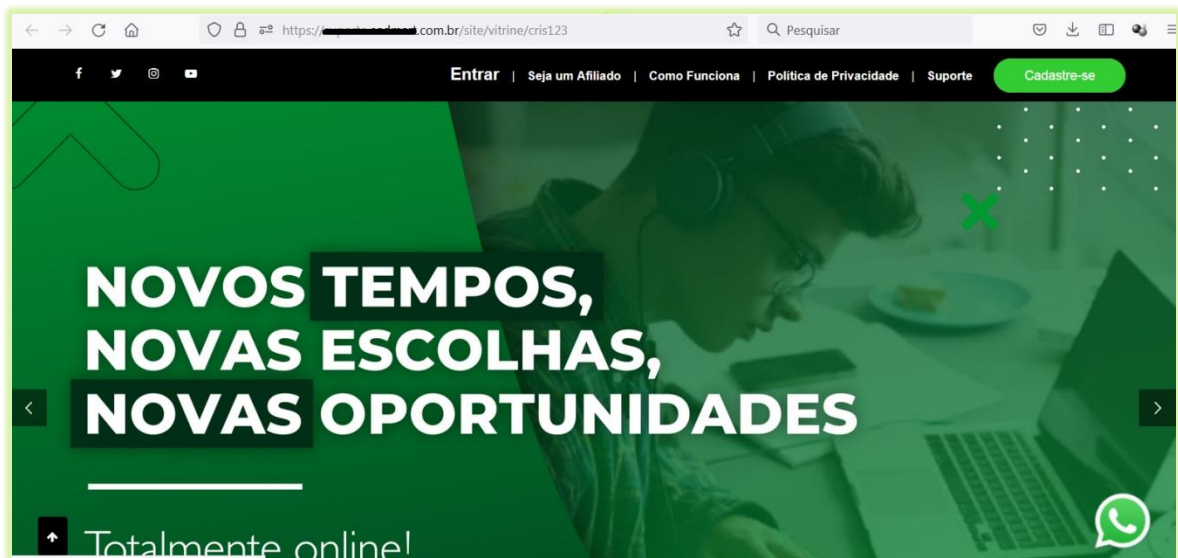 https:// .com.br/site/vitrine/cris123
Pesquisar
Entrar | Seja um Afiliado | Como Funciona | Politica de Privacidade | Suporte
Cadastre-se
NOVOS TEMPOS,
NOVAS ESCOLHAS,
NOVAS OPORTUNIDADES
Totalmente online!